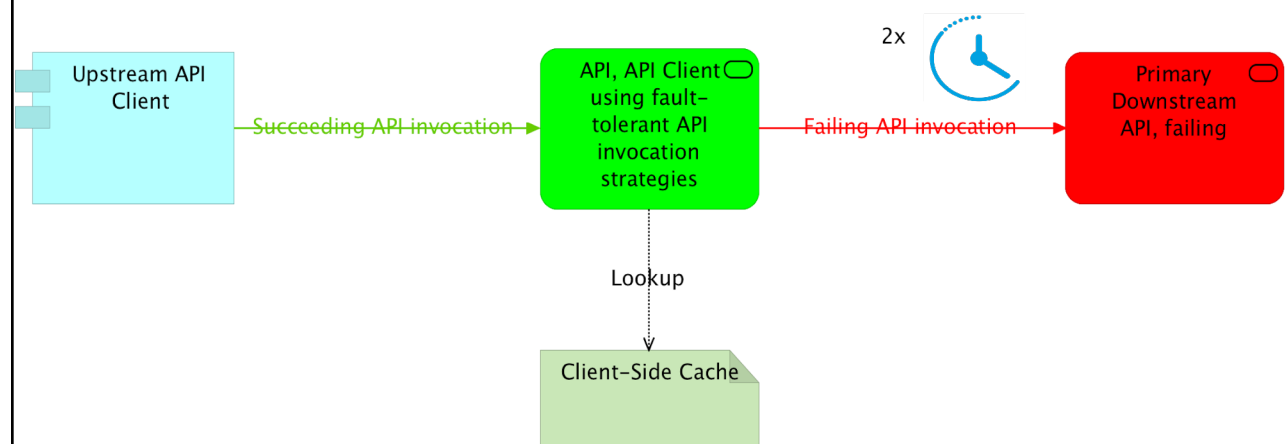 Upstream API
Client
Succeeding API invocation
API, API Client
using fault-
tolerant API
invocation
strategies
2x
Failing API invocation
Primary
Downstream
API, failing
Lookup
Client-Side Cache